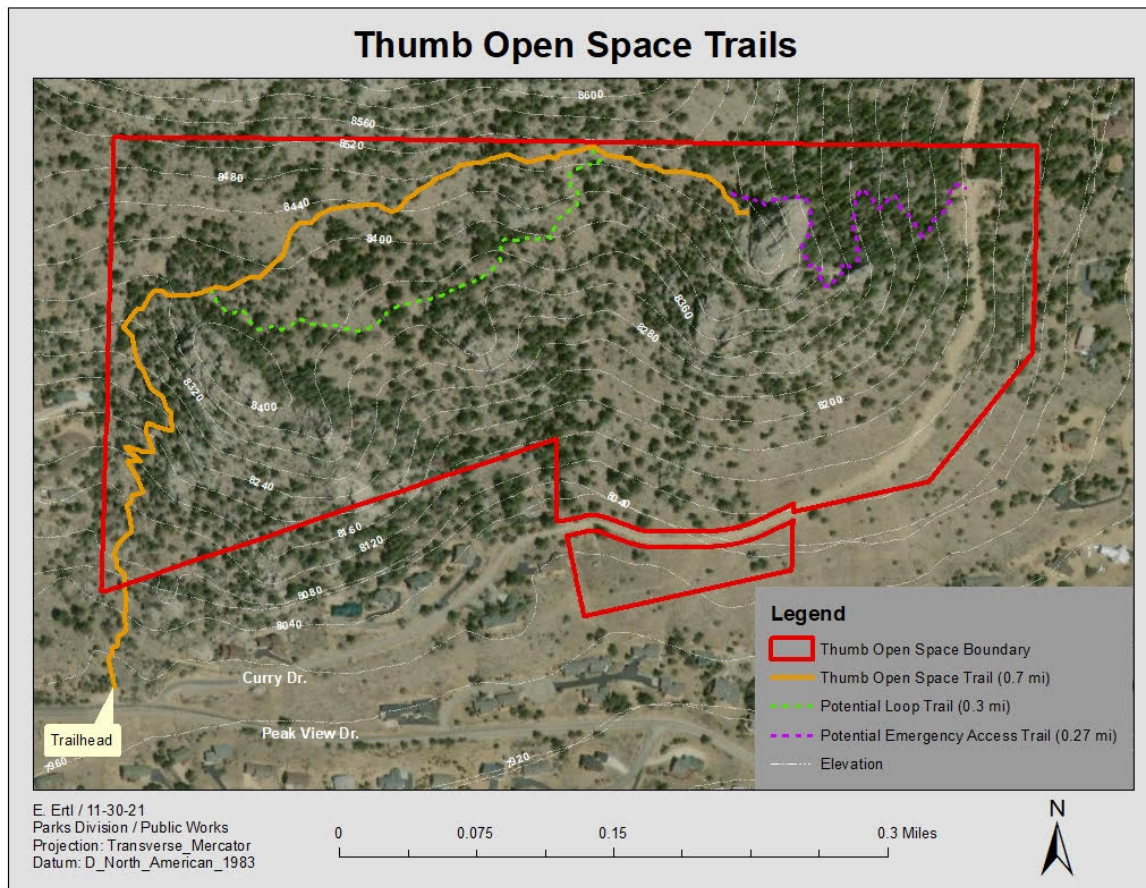 Thumb Open Space Trails
8600
8560
8520
8480
8440
8400
8360
8280
8320
8400
8200
8240
8040
8160
8120
8080
8040
Curry Dr.
Trailhead
Peak View Dr.
7960
7920
Legend
Thumb Open Space Boundary
Thumb Open Space Trail (0.7 mi)
Potential Loop Trail (0.3 mi)
Potential Emergency Access Trail (0.27 mi)
Elevation
E. Ertl / 11-30-21
Parks Division / Public Works
Projection: Transverse_Mercator
Datum: D_North_American_1983
0 0.075 0.15 0.3 Miles
N